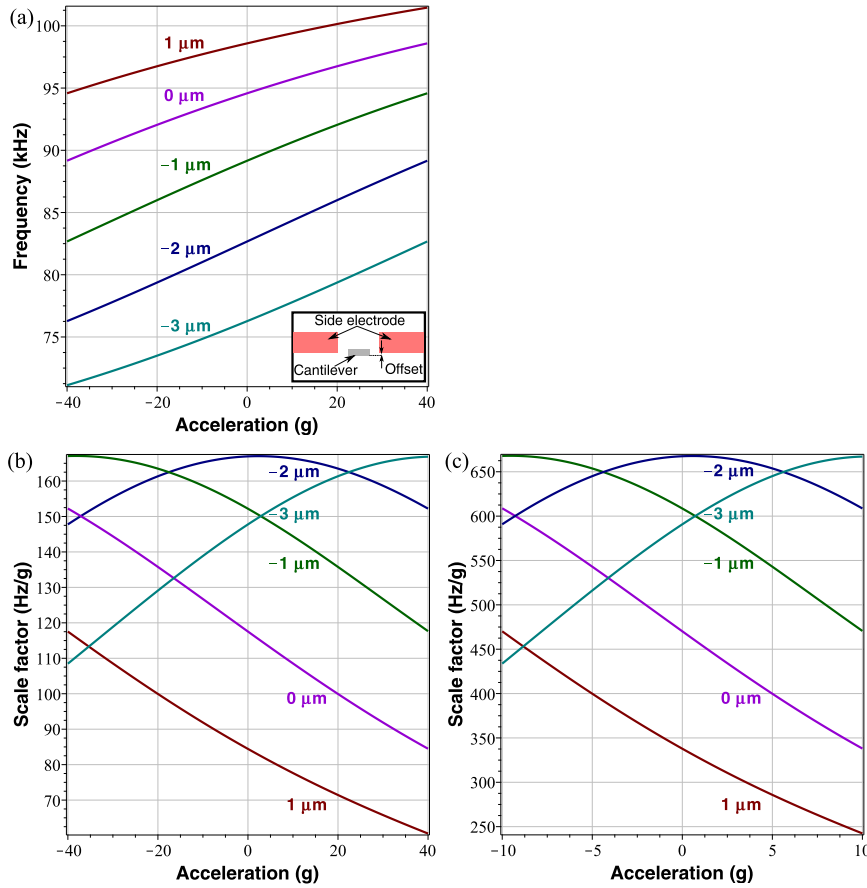 (a)
100
95
90
85
80
75
Frequency (kHz)
1 μm
0 μm
−1 μm
−2 μm
−3 μm
Side electrode
Cantilever
Offset
−40
−20
0
20
40
Acceleration (g)
(b)
160
150
140
130
120
110
100
90
80
70
Scale factor (Hz/g)
−2 μm
−3 μm
−1 μm
0 μm
1 μm
−40
−20
0
20
40
Acceleration (g)
(c)
650
600
550
500
450
400
350
300
250
Scale factor (Hz/g)
−2 μm
−3 μm
−1 μm
0 μm
1 μm
−10
−5
0
5
10
Acceleration (g)